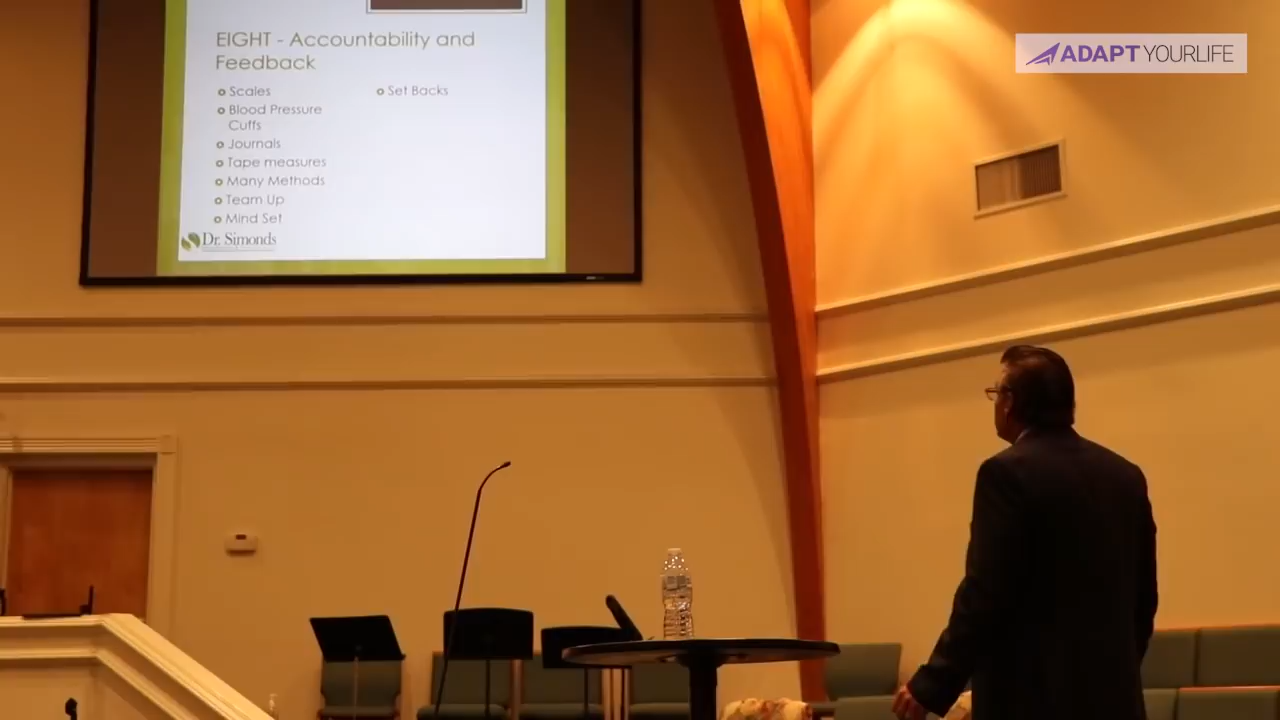 ADAPT YOURLIFE
EIGHT - Accountability and
Feedback
Scales
Blood Pressure
Cuffs
Journals
Tape measures
Many Methods
Team Up
Mind Set
Set Backs
Dr. Simonds